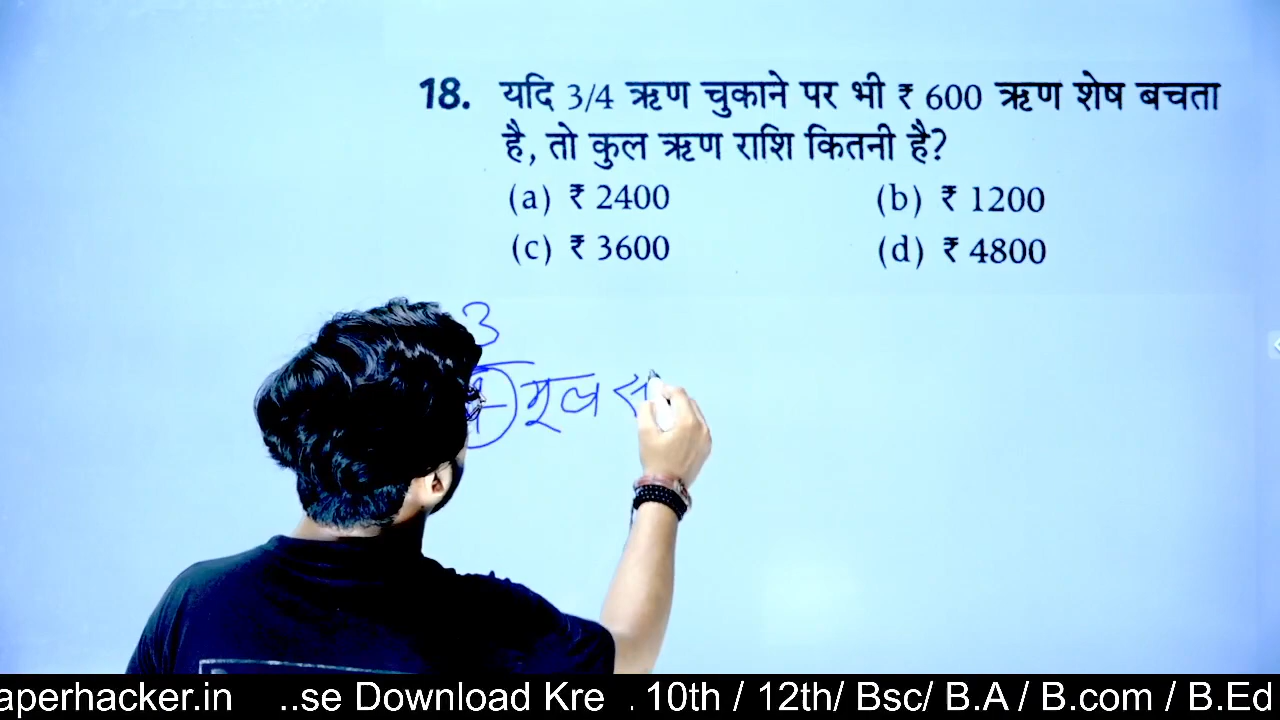 18. यदि 3/4 ऋण चुकाने पर भी ₹ 600 ऋण शेष बचता
है, तो कुल ऋण राशि कितनी है?
(a) ₹ 2400 (b) ₹ 1200
(c) ₹ 3600 (d) ₹ 4800
3
4 मूल
aperhacker.in ..se Download Kre . 10th / 12th/ Bsc/ B.A / B.com / B.Ed